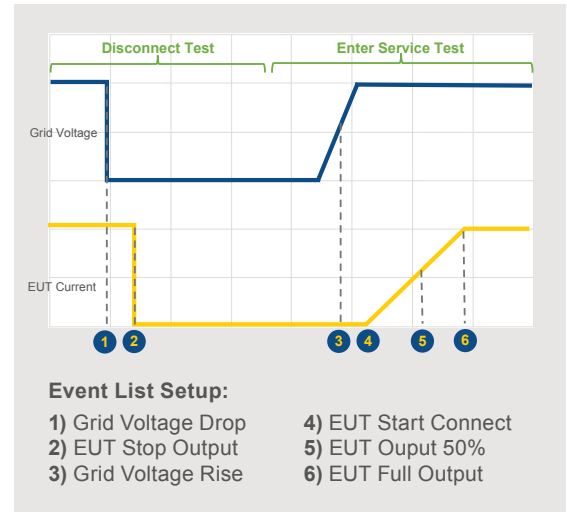 Disconnect Test Enter Service Test
Grid Voltage
EUT Current
1 2 3 4 5 6
Event List Setup:
1) Grid Voltage Drop
2) EUT Stop Output
3) Grid Voltage Rise
4) EUT Start Connect
5) EUT Ouput 50%
6) EUT Full Output